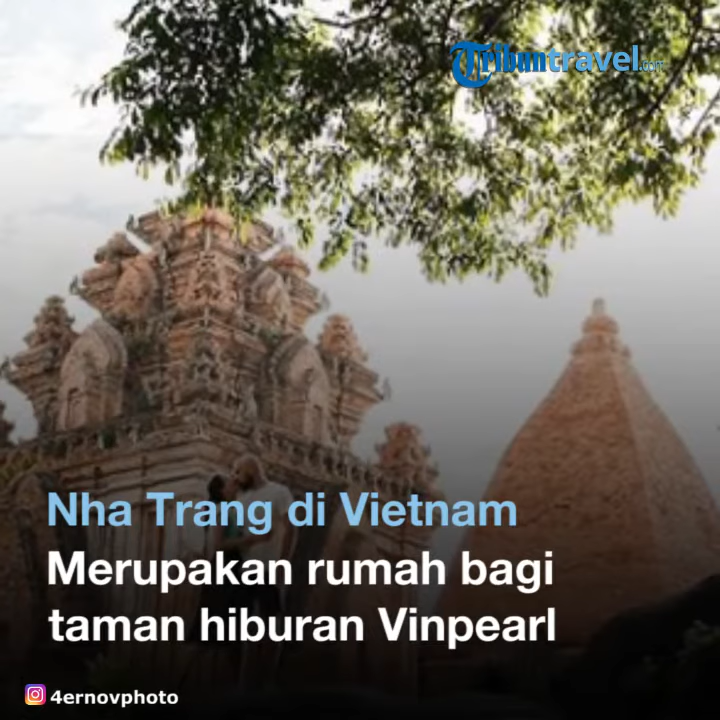 Tribuntravel.com
Nha Trang di Vietnam
Merupakan rumah bagi
taman hiburan Vinpearl
4ernovphoto